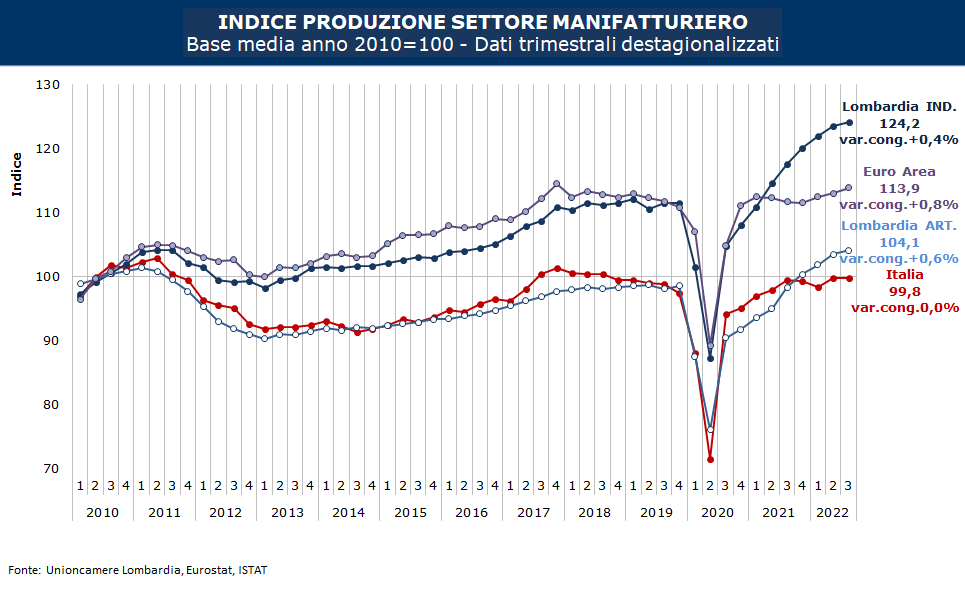 INDICE PRODUZIONE SETTORE MANIFATTURIERO
Base media anno 2010=100 - Dati trimestrali destagionalizzati
Indice
130
120
110
100
90
80
70
Lombardia IND.
124,2
var.cong.+0,4%
Euro Area
113,9
var.cong.+0,8%
Lombardia ART.
104,1
var.cong.+0,6%
Italia
99,8
var.cong.0,0%
1 2 3 4 1 2 3 4 1 2 3 4 1 2 3 4 1 2 3 4 1 2 3 4 1 2 3 4 1 2 3 4 1 2 3 4 1 2 3 4 1 2 3 4 1 2 3 4 1 2 3
2010 2011 2012 2013 2014 2015 2016 2017 2018 2019 2020 2021 2022
Fonte: Unioncamere Lombardia, Eurostat, ISTAT